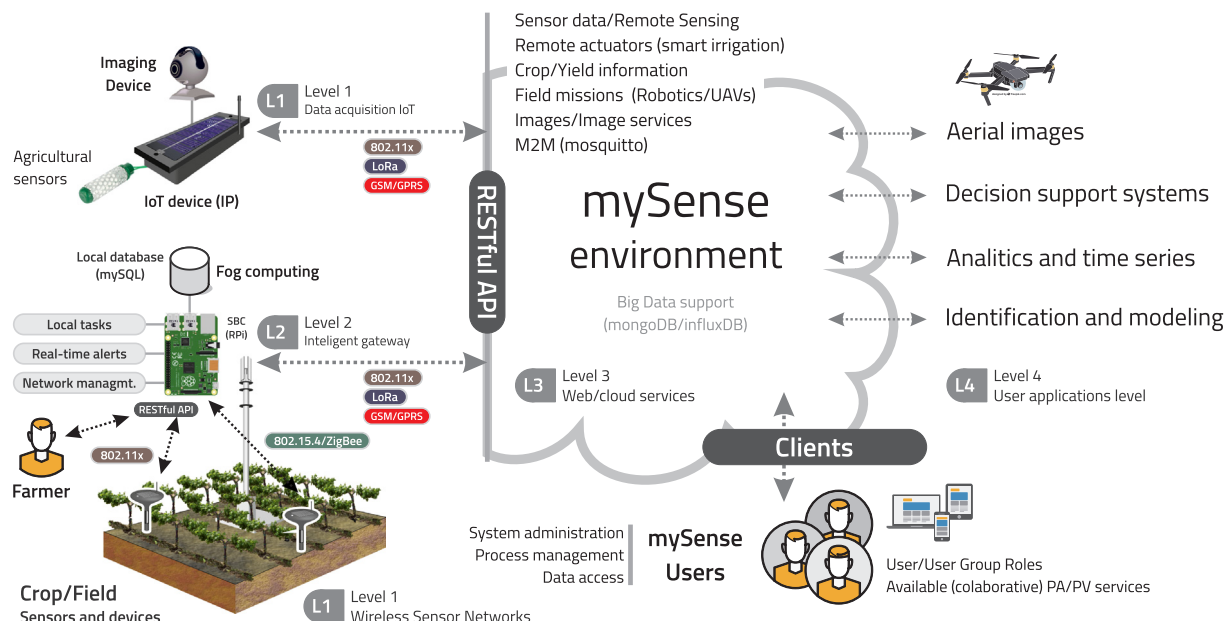 Imaging
Device
Agricultural
sensors
IoT device (IP)
L1
Level 1
Data acquisition IoT
802.11x
LoRa
GSM/GPRS
Local database
(mySQL)
Fog computing
Local tasks
Real-time alerts
Network managmt.
SBC
(RPi)
RESTful API
L2
Level 2
Inteligent gateway
802.11x
LoRa
GSM/GPRS
802.11x
802.15.4/ZigBee
Farmer
Crop/Field
Sensors and devices
L1
Level 1
Wireless Sensor Networks
RESTful API
Sensor data/Remote Sensing
Remote actuators (smart irrigation)
Crop/Yield information
Field missions (Robotics/UAVs)
Images/Image services
M2M (mosquitto)
mySense
environment
Big Data support
(mongoDB/influxDB)
L3
Level 3
Web/cloud services
Clients
System administration
Process management
Data access
mySense
Users
User/User Group Roles
Available (colaborative) PA/PV services
Aerial images
Decision support systems
Analitics and time series
Identification and modeling
L4
Level 4
User applications level